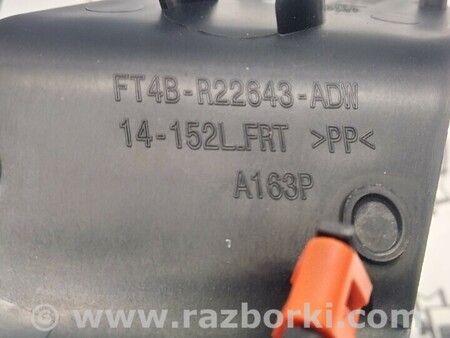 FT4B-R22643-ADW
14-152L.FRT >PP<
A163P
www.razborki.com